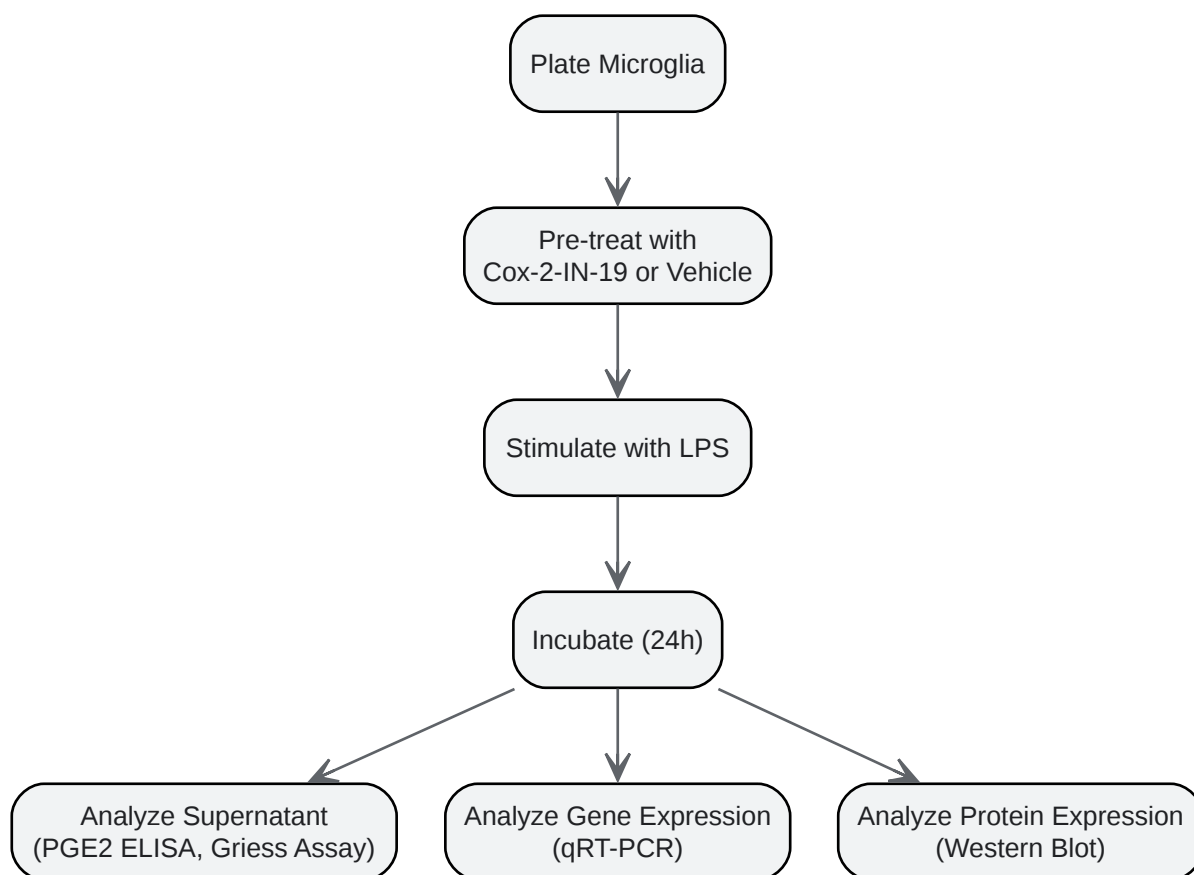 Plate Microglia
Pre-treat with
Cox-2-IN-19 or Vehicle
Stimulate with LPS
Incubate (24h)
Analyze Supernatant
(PGE2 ELISA, Griess Assay)
Analyze Gene Expression
(qRT-PCR)
Analyze Protein Expression
(Western Blot)